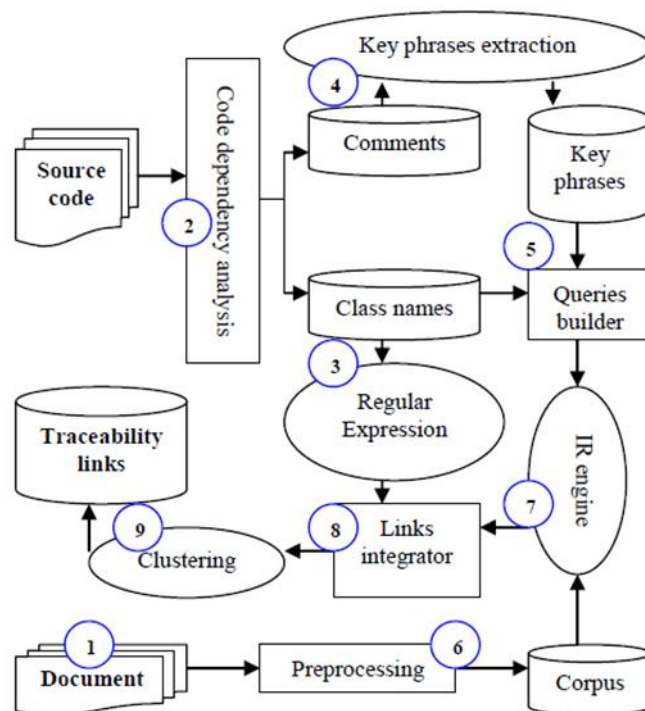 Key phrases extraction
4
Comments
Key
phrases
Source
code
Code dependency analysis
2
5
Class names
Queries
builder
3
Regular
Expression
Traceability
links
IR engine
7
9
8
Links
integrator
Clustering
1
Document
Preprocessing
6
Corpus